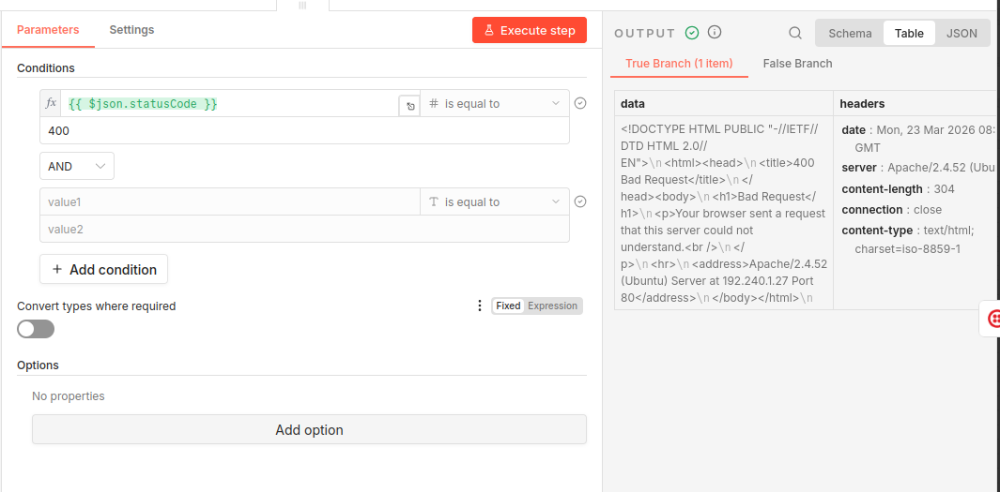 Parameters
Settings
Execute step
Conditions
fx {{ $json.statusCode }}
# is equal to
400
AND
value1
T is equal to
value2
+ Add condition
Convert types where required
Fixed Expression
Options
No properties
Add option
OUTPUT
Schema Table JSON
True Branch (1 item) False Branch
data
<!DOCTYPE HTML PUBLIC "-//IETF//
DTD HTML 2.0//
EN">\n<html><head>\n<title>400
Bad Request</title>\n</
head><body>\n<h1>Bad Request</
h1>\n<p>Your browser sent a request
that this server could not
understand.<br />\n</
p>\n<hr>\n<address>Apache/2.4.52
(Ubuntu) Server at 192.240.1.27 Port
80</address>\n</body></html>\n
headers
date : Mon, 23 Mar 2026 08:
GMT
server : Apache/2.4.52 (Ubu
content-length : 304
connection : close
content-type : text/html;
charset=iso-8859-1